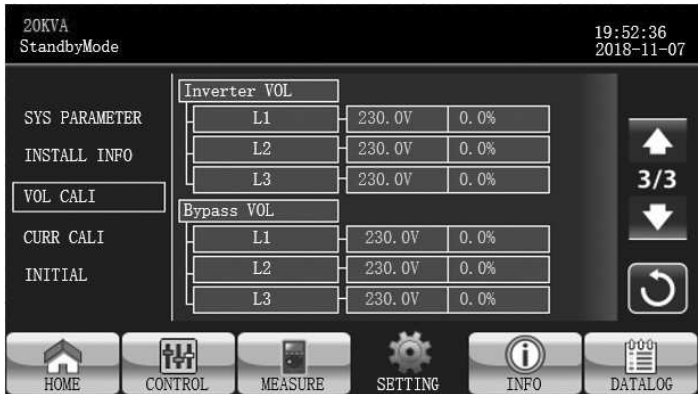 20KVA
StandbyMode
19:52:36
2018-11-07
SYS PARAMETER
INSTALL INFO
VOL CALI
CURR CALI
INITIAL
Inverter VOL
L1 230.0V 0.0%
L2 230.0V 0.0%
L3 230.0V 0.0%
Bypass VOL
L1 230.0V 0.0%
L2 230.0V 0.0%
L3 230.0V 0.0%
3/3
HOME CONTROL MEASURE SETTING INFO DATALOG